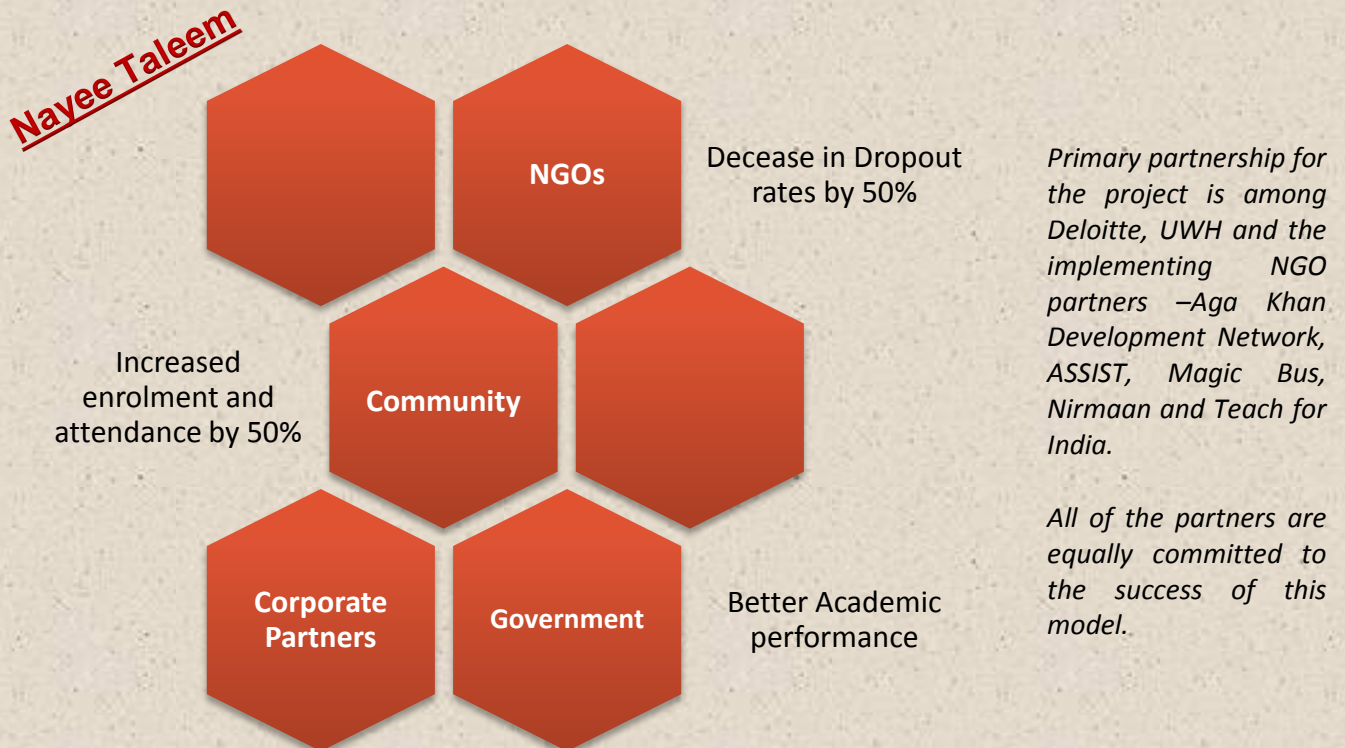 Nayee Taleem
NGOs
Decease in Dropout
rates by 50%
Increased
enrolment and
attendance by 50%
Community
Corporate
Partners
Government
Better Academic
performance
Primary partnership for
the project is among
Deloitte, UWH and the
implementing NGO
partners –Aga Khan
Development Network,
ASSIST, Magic Bus,
Nirmaan and Teach for
India.
All of the partners are
equally committed to
the success of this
model.